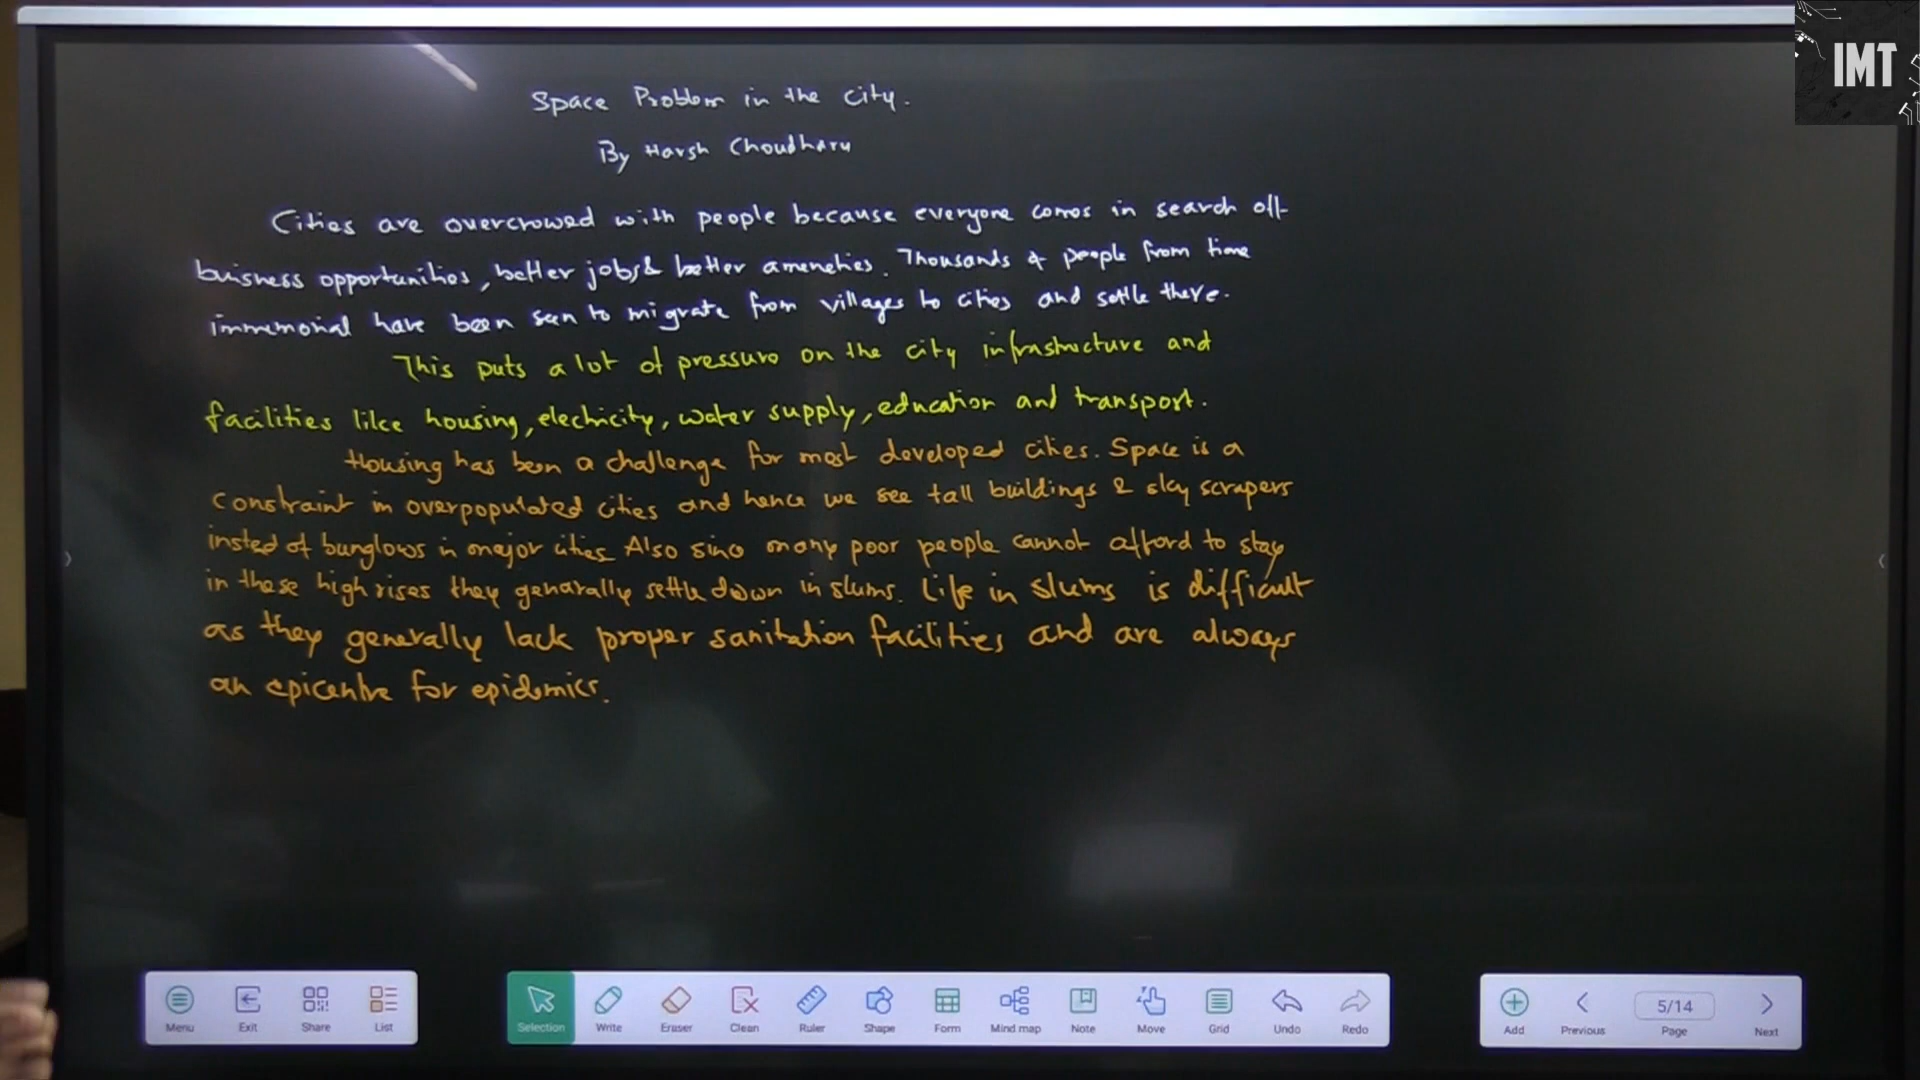 IMT
Space Problem in the city.
By Harsh Choudhary
Cities are overcrowed with people because everyone comes in search off
buisness opportunities, better jobs & better ameneties. Thousands of people from time
immemorial have been seen to migrate from villages to cities and settle there.
This puts a lot of pressure on the city infrastructure and
facilities like housing, electricity, water supply, education and transport.
Housing has been a challenge for most developed cities. Space is a
constraint in overpopulated cities and hence we see tall buildings & sky scrapers
insted of bunglows in major cities Also since many poor people cannot afford to stay
in these high rises they genarally settle down in slums. Life in slums is difficult
as they generally lack proper sanitation facilities and are always
an epicentre for epidemics.
Menu Exit Share List Selection Write Eraser Clean Ruler Shape Form Mind map Note Move Grid Undo Redo Add Previous 5/14 Page Next